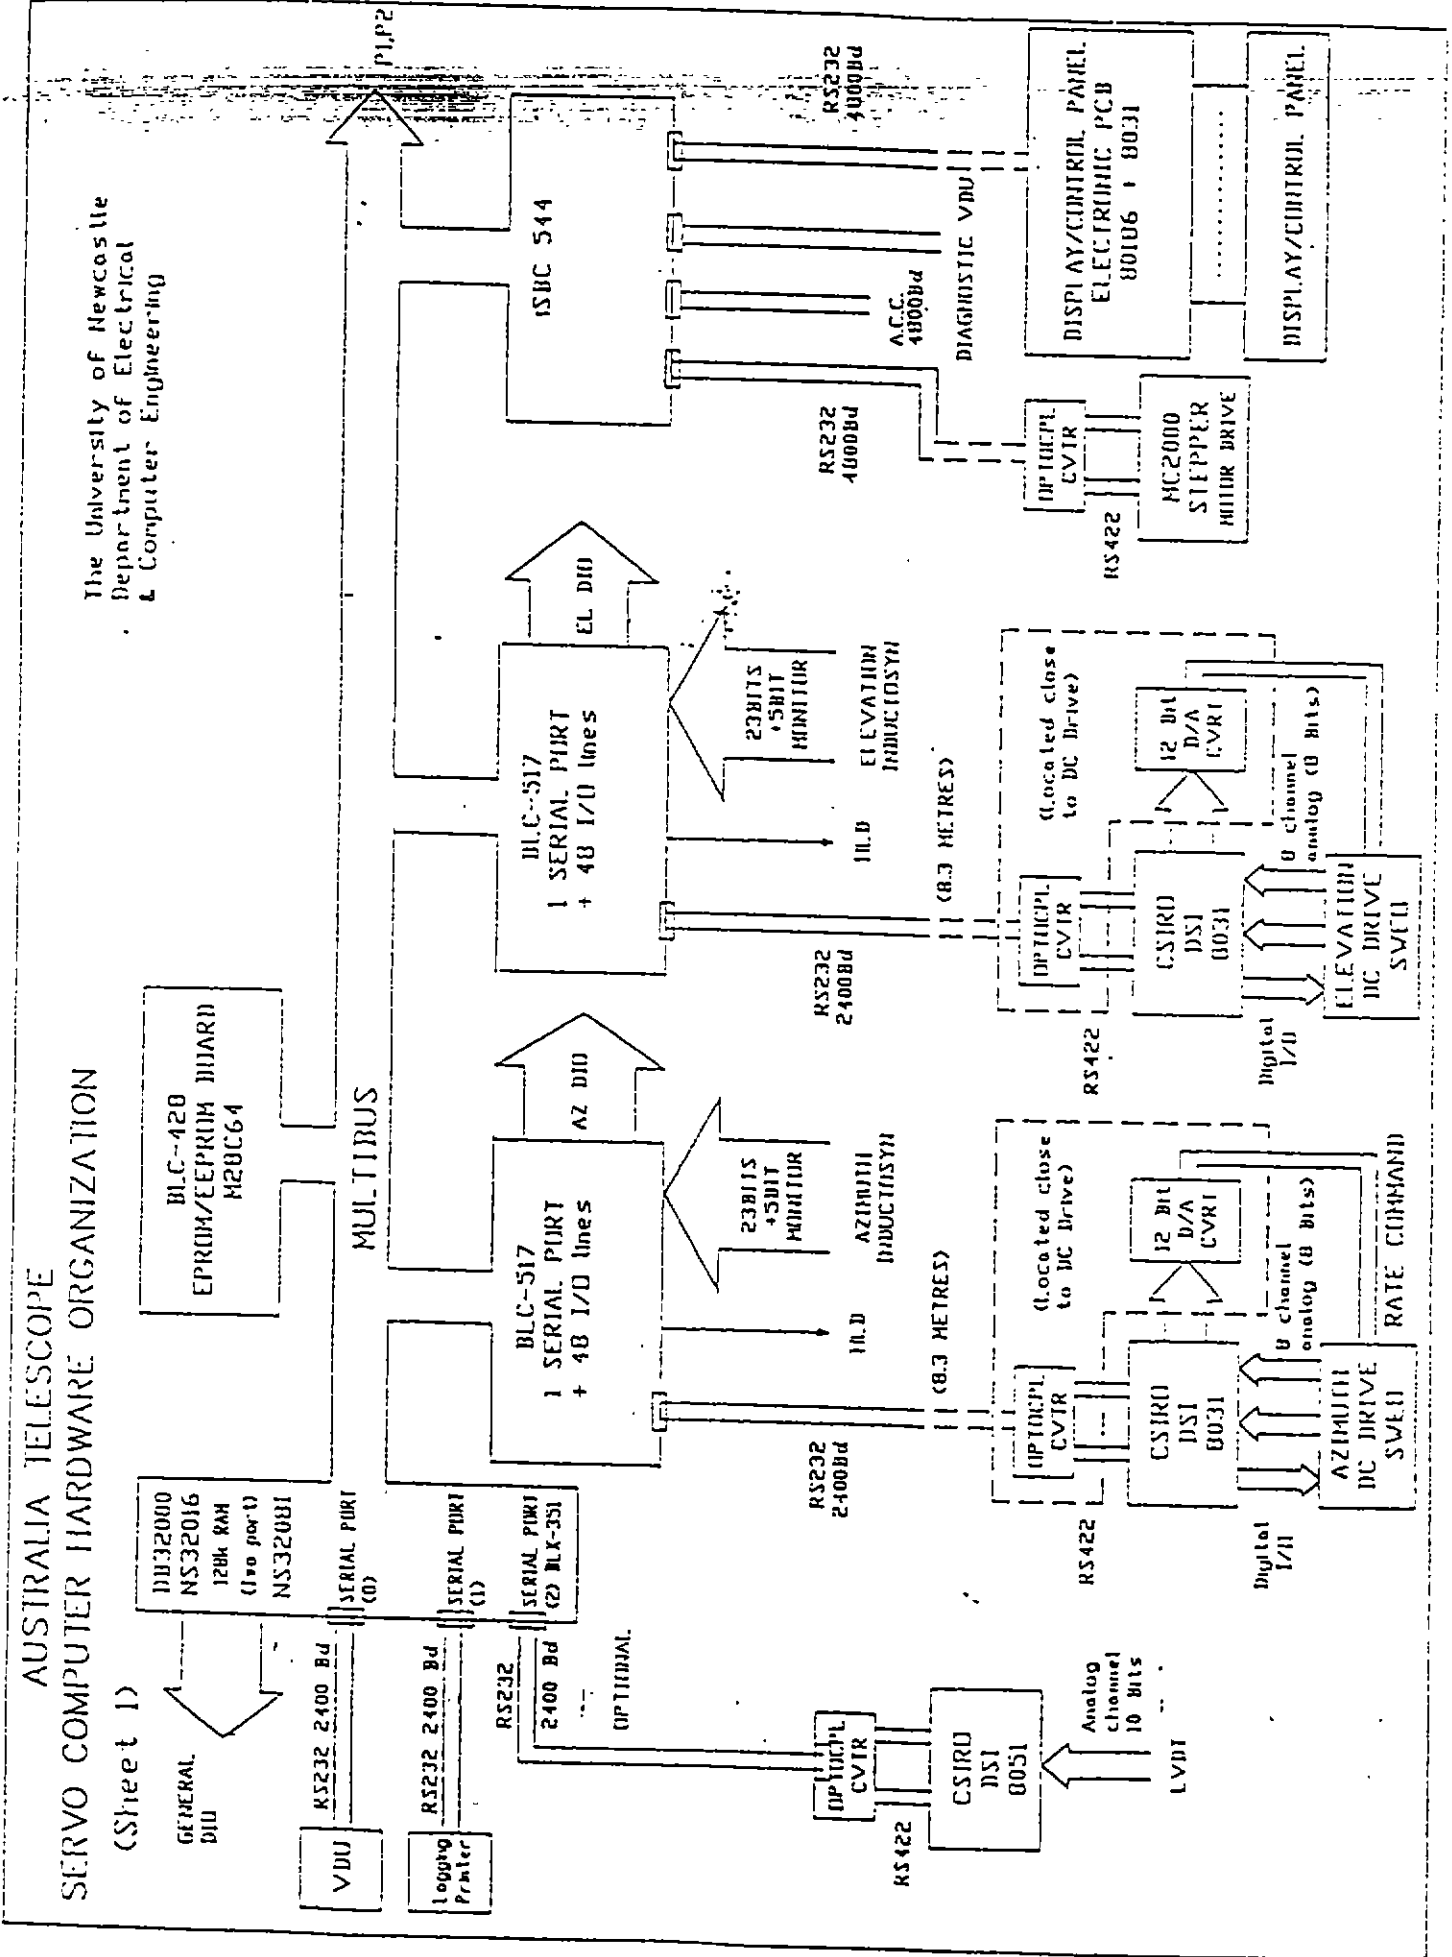 AUSTRALIA TELESCOPE
SERVO COMPUTER HARDWARE ORGANIZATION
(Sheet 1)
The University of Newcastle
Department of Electrical
& Computer Engineering
GENERAL
DIO
DB32000
NS32016
128k RAM
(two port)
NS32081
SERIAL PORT
(0)
SERIAL PORT
(1)
SERIAL PORT
(2) BLX-351
VDU
RS232 2400 Bd
Logging
Printer
RS232 2400 Bd
RS232
2400 Bd
OPTIONAL
BLC-428
EPROM/EEPROM BOARD
M28C64
MULTIBUS
P1,P2
BLC-517
1 SERIAL PORT
+ 48 I/O lines
AZ DIO
BLC-517
1 SERIAL PORT
+ 48 I/O lines
EL DIO
iSBC 544
23BITS
+5BIT
MONITOR
AZIMUTH
INDUCTOSYN
23BITS
+5BIT
MONITOR
ELEVATION
INDUCTOSYN
RS232
2400Bd
(8.3 METRES)
RS232
2400Bd
(8.3 METRES)
RS232
4800Bd
A.C.C.
4800Bd
DIAGNOSTIC VDU
RS232
4800Bd
OPTOCPL
CVTR
RS422
CSIRO
DSI
8051
Analog
channel
10 Bits
LVDT
(Located close
to DC Drive)
OPTOCPL
CVTR
RS422
CSIRO
DSI
8031
12 Bit
D/A
CVRT
Digital
I/O
8 channel
analog (8 Bits)
AZIMUTH
DC DRIVE
SWEO
RATE COMMAND
(Located close
to DC Drive)
OPTOCPL
CVTR
RS422
CSIRO
DSI
8031
12 Bit
D/A
CVRT
Digital
I/O
8 channel
analog (8 Bits)
ELEVATION
DC DRIVE
SWEO
OPTOCPL
CVTR
RS422
MC2000
STEPPER
MOTOR DRIVE
DISPLAY/CONTROL PANEL
ELECTRONIC PCB
80186 + 8031
DISPLAY/CONTROL PANEL